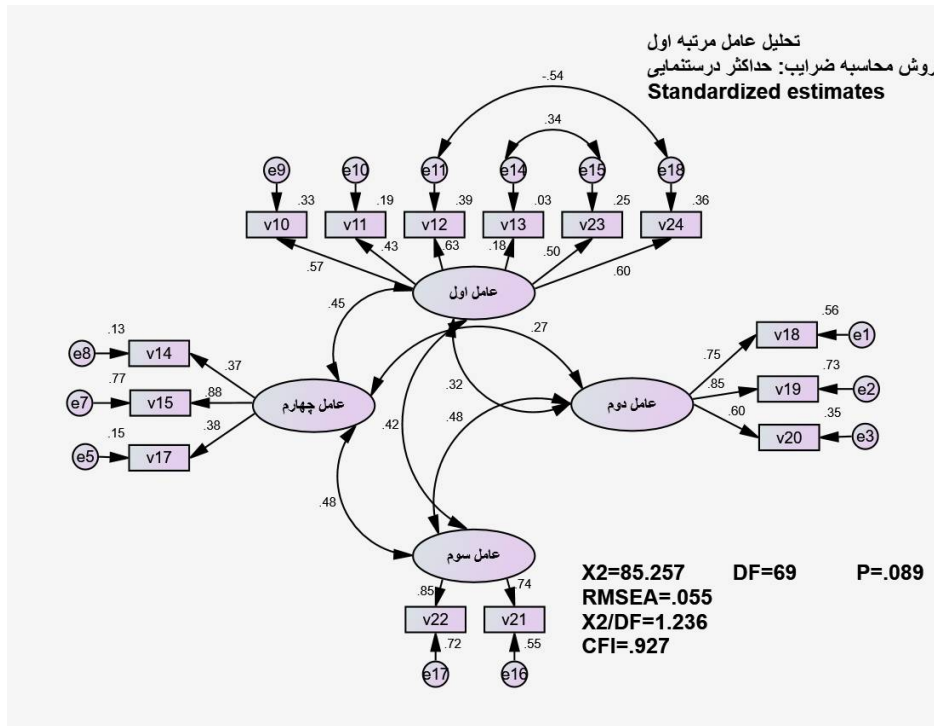 تحلیل عامل مرتبه اول
روش محاسبه ضرایب: حداکثر درستنمایی
Standardized estimates
-.54
.34
e9 e10 e11 e14 e15 e18
.33 .19 .39 .03 .25 .36
v10 v11 v12 v13 v23 v24
.57 .43 .63 .18 .50 .60
عامل اول
.45 .27
.13 .56
e8 v14 .37 .75 v18 e1
.77 .32 .73
e7 v15 .88 عامل چهارم عامل دوم .85 v19 e2
.42 .48
.15 .60 .35
e5 v17 .38 v20 e3
.48
عامل سوم
.85 .74
v22 v21
.72 .55
e17 e16
X2=85.257 DF=69 P=.089
RMSEA=.055
X2/DF=1.236
CFI=.927